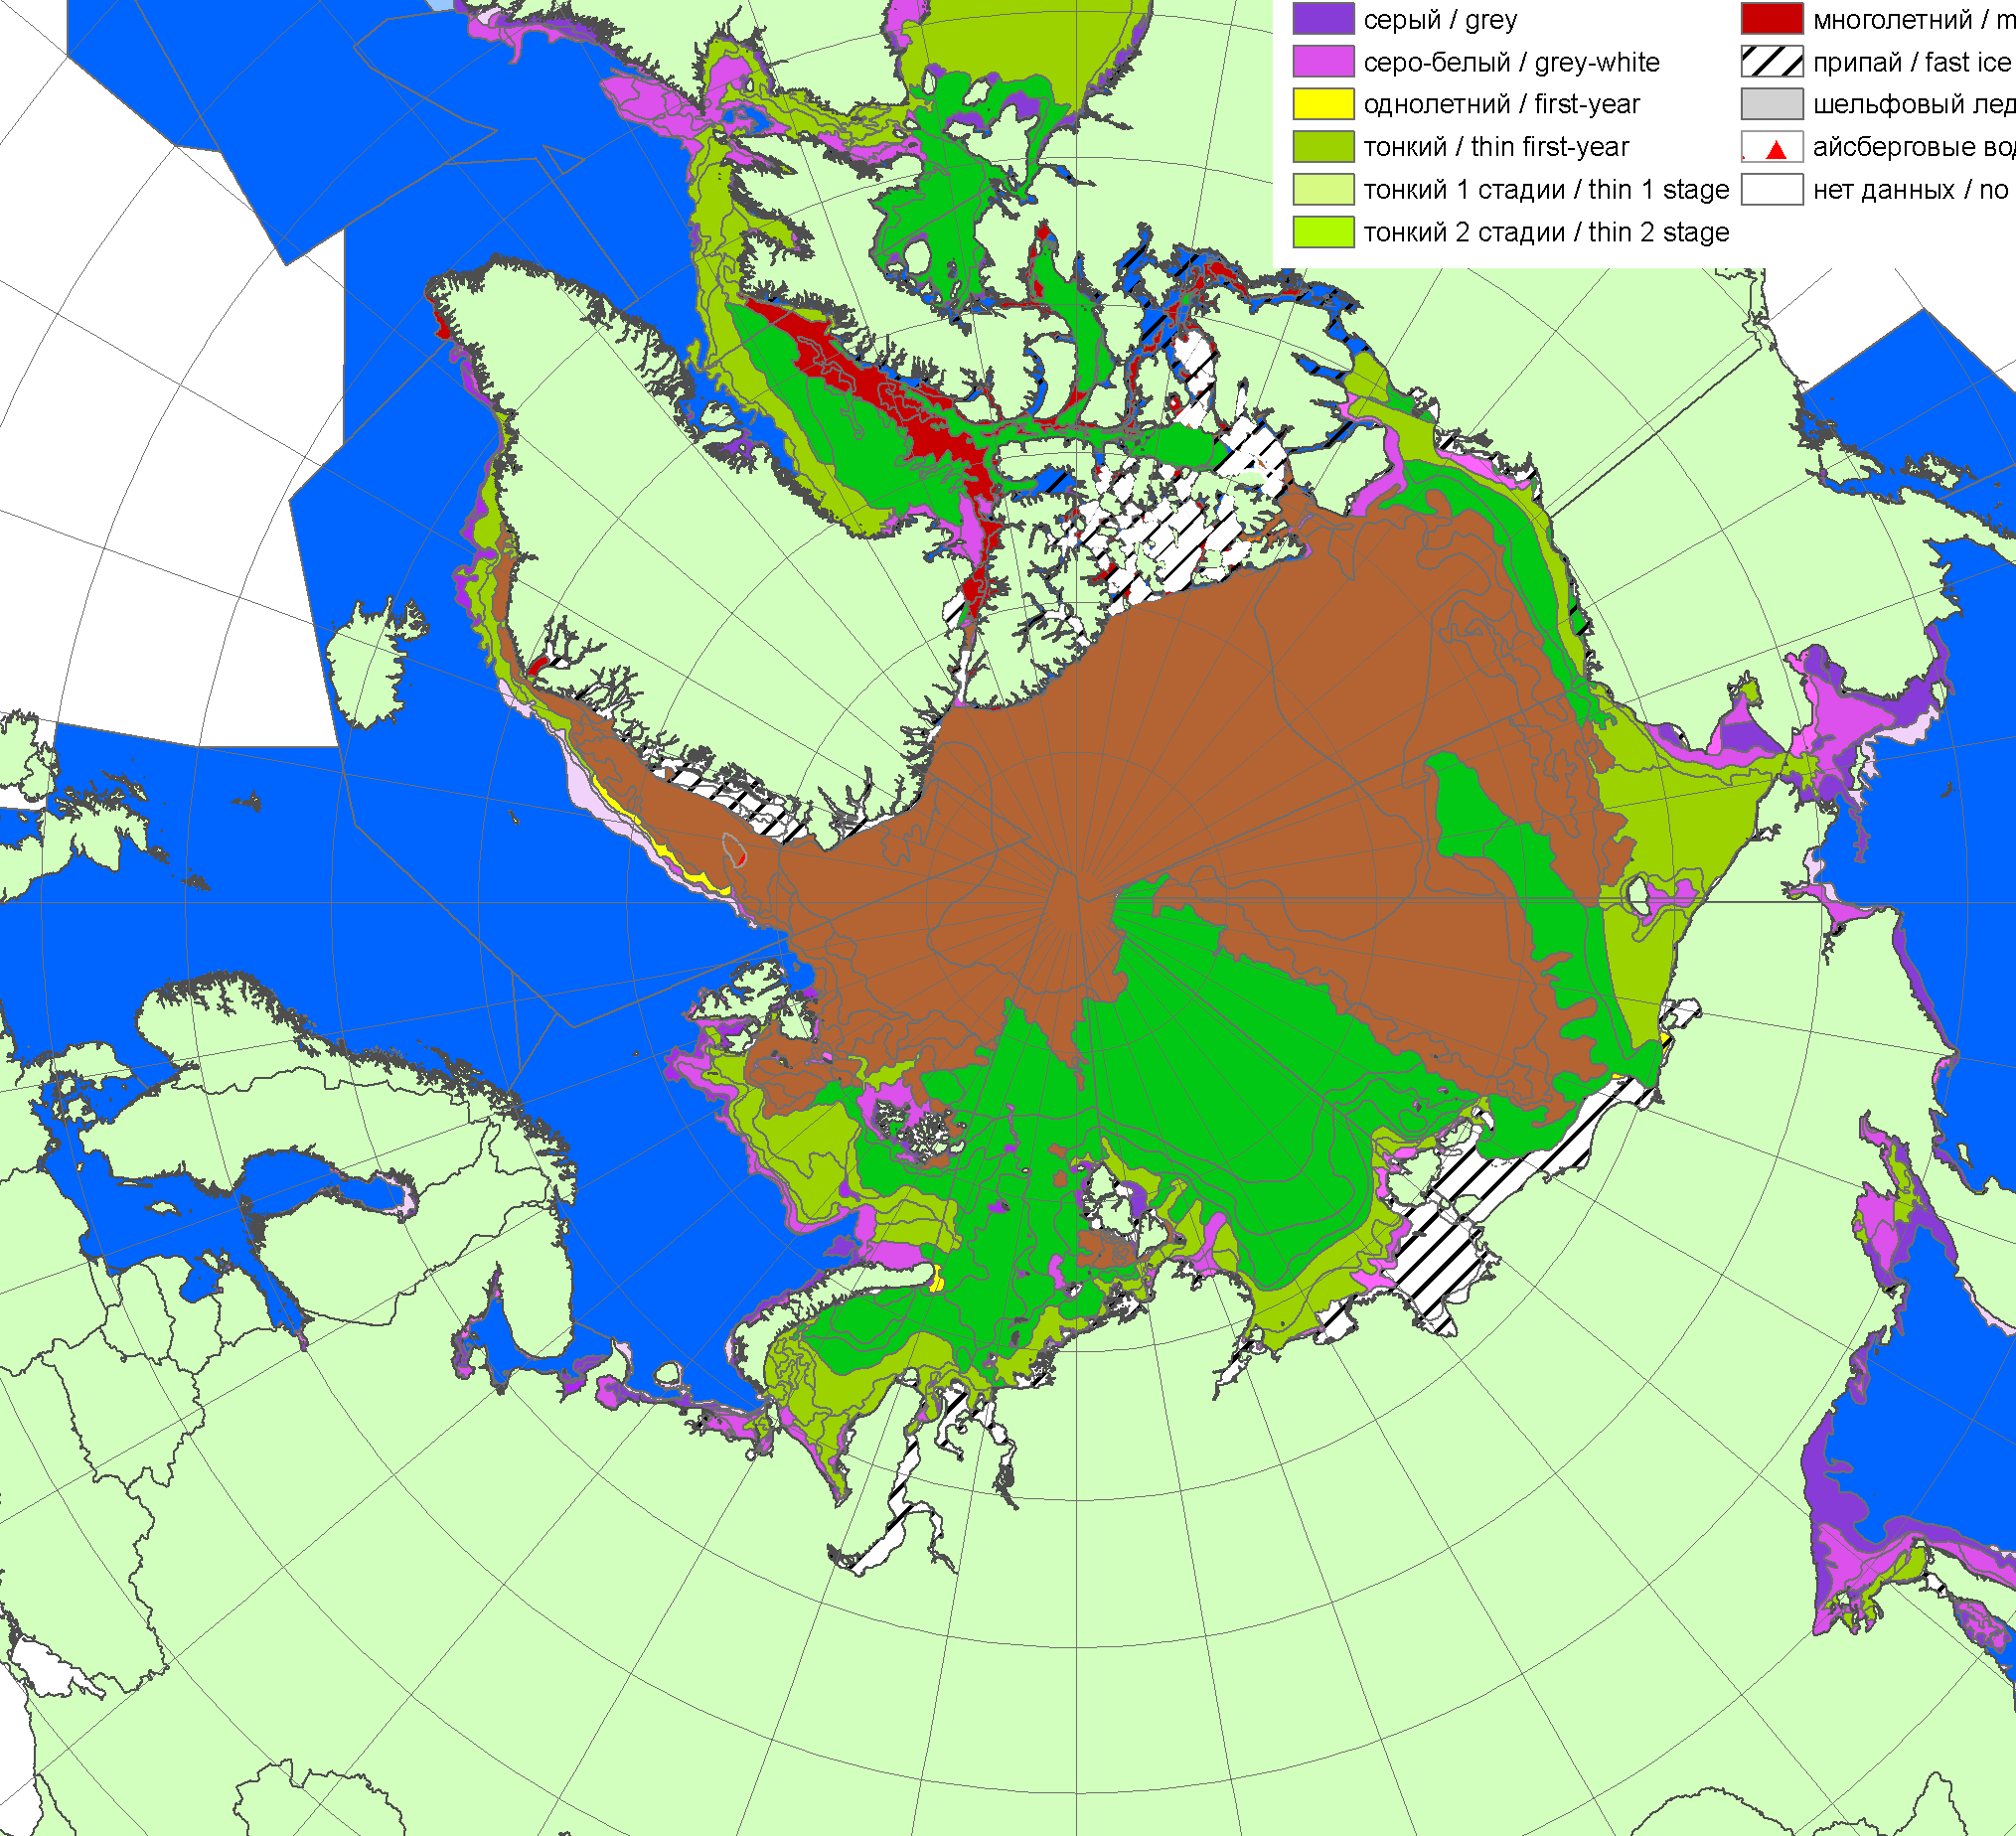 серый / grey
серо-белый / grey-white
однолетний / first-year
тонкий / thin first-year
тонкий 1 стадии / thin 1 stage
тонкий 2 стадии / thin 2 stage
многолетний / m
припай / fast ice
шельфовый лед
айсберговые вод
нет данных / no